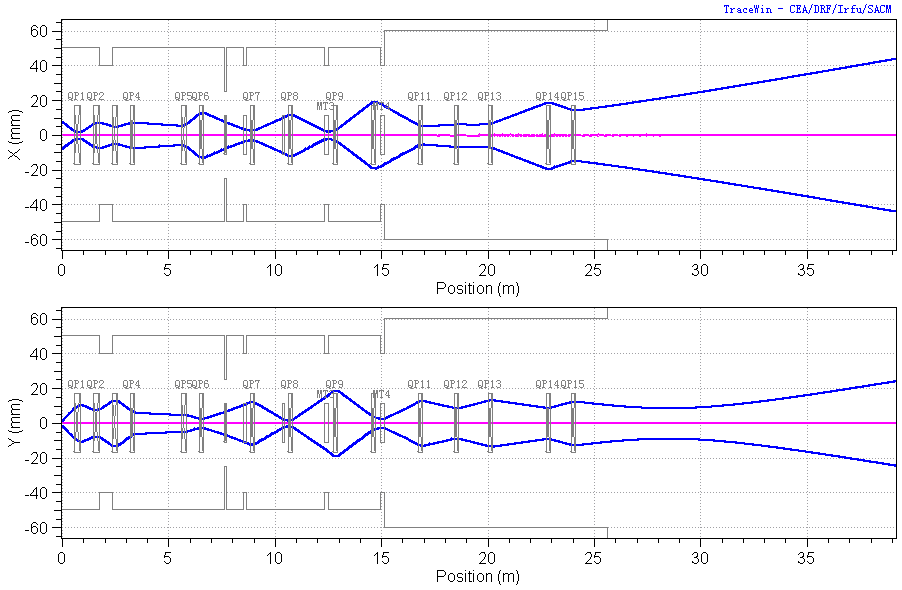 TraceWin - CEA/DRF/Irfu/SACM
60
40
20
0
-20
-40
-60
X (mm)
QP1 QP2 QP4 QP5 QP6 QP7 QP8 QP9 QP11 QP12 QP13 QP14 QP15
MT3 MT4
0 5 10 15 20 25 30 35
Position (m)
60
40
20
0
-20
-40
-60
Y (mm)
QP1 QP2 QP4 QP5 QP6 QP7 QP8 QP9 QP11 QP12 QP13 QP14 QP15
MT3 MT4
0 5 10 15 20 25 30 35
Position (m)